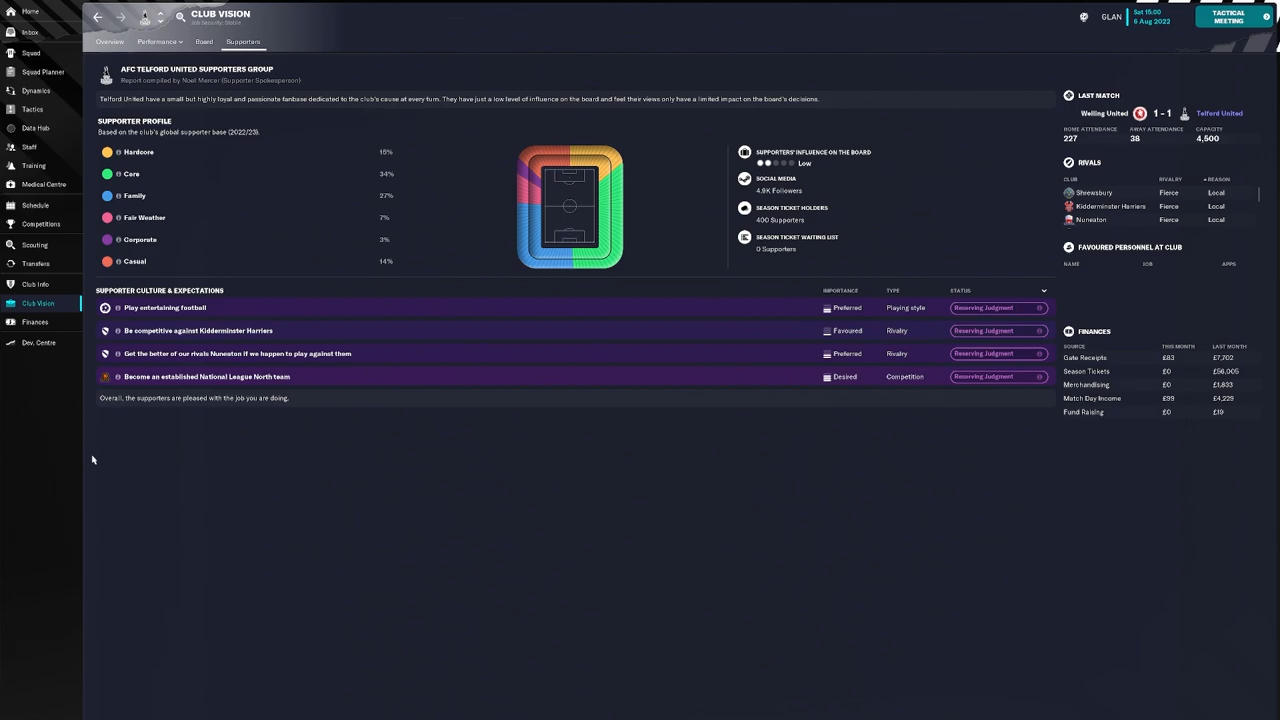 Home
Inbox
Squad
Squad Planner
Dynamics
Tactics
Data Hub
Staff
Training
Medical Centre
Schedule
Competitions
Scouting
Transfers
Club Info
Club Vision
Finances
Dev. Centre
CLUB VISION
Job Security: Stable
Overview
Performance
Board
Supporters
GLAN
Sat 15:00
6 Aug 2022
TACTICAL MEETING
AFC TELFORD UNITED SUPPORTERS GROUP
Report compiled by Noel Mercer (Supporter Spokesperson)
Telford United have a small but highly loyal and passionate fanbase dedicated to the club's cause at every turn. They have just a low level of influence on the board and feel their views only have a limited impact on the board's decisions.
SUPPORTER PROFILE
Based on the club's global supporter base (2022/23).
Hardcore 15%
Core 34%
Family 27%
Fair Weather 7%
Corporate 3%
Casual 14%
SUPPORTERS' INFLUENCE ON THE BOARD
Low
SOCIAL MEDIA
4.9K Followers
SEASON TICKET HOLDERS
400 Supporters
SEASON TICKET WAITING LIST
0 Supporters
SUPPORTER CULTURE & EXPECTATIONS IMPORTANCE TYPE STATUS
Play entertaining football Preferred Playing style Reserving Judgment
Be competitive against Kidderminster Harriers Favoured Rivalry Reserving Judgment
Get the better of our rivals Nuneaton if we happen to play against them Preferred Rivalry Reserving Judgment
Become an established National League North team Desired Competition Reserving Judgment
Overall, the supporters are pleased with the job you are doing.
LAST MATCH
Welling United 1 - 1 Telford United
HOME ATTENDANCE AWAY ATTENDANCE CAPACITY
227 38 4,500
RIVALS
CLUB RIVALRY REASON
Shrewsbury Fierce Local
Kidderminster Harriers Fierce Local
Nuneaton Fierce Local
FAVOURED PERSONNEL AT CLUB
NAME JOB APPS
FINANCES
SOURCE THIS MONTH LAST MONTH
Gate Receipts £83 £7,702
Season Tickets £0 £56,005
Merchandising £0 £1,833
Match Day Income £99 £4,229
Fund Raising £0 £19